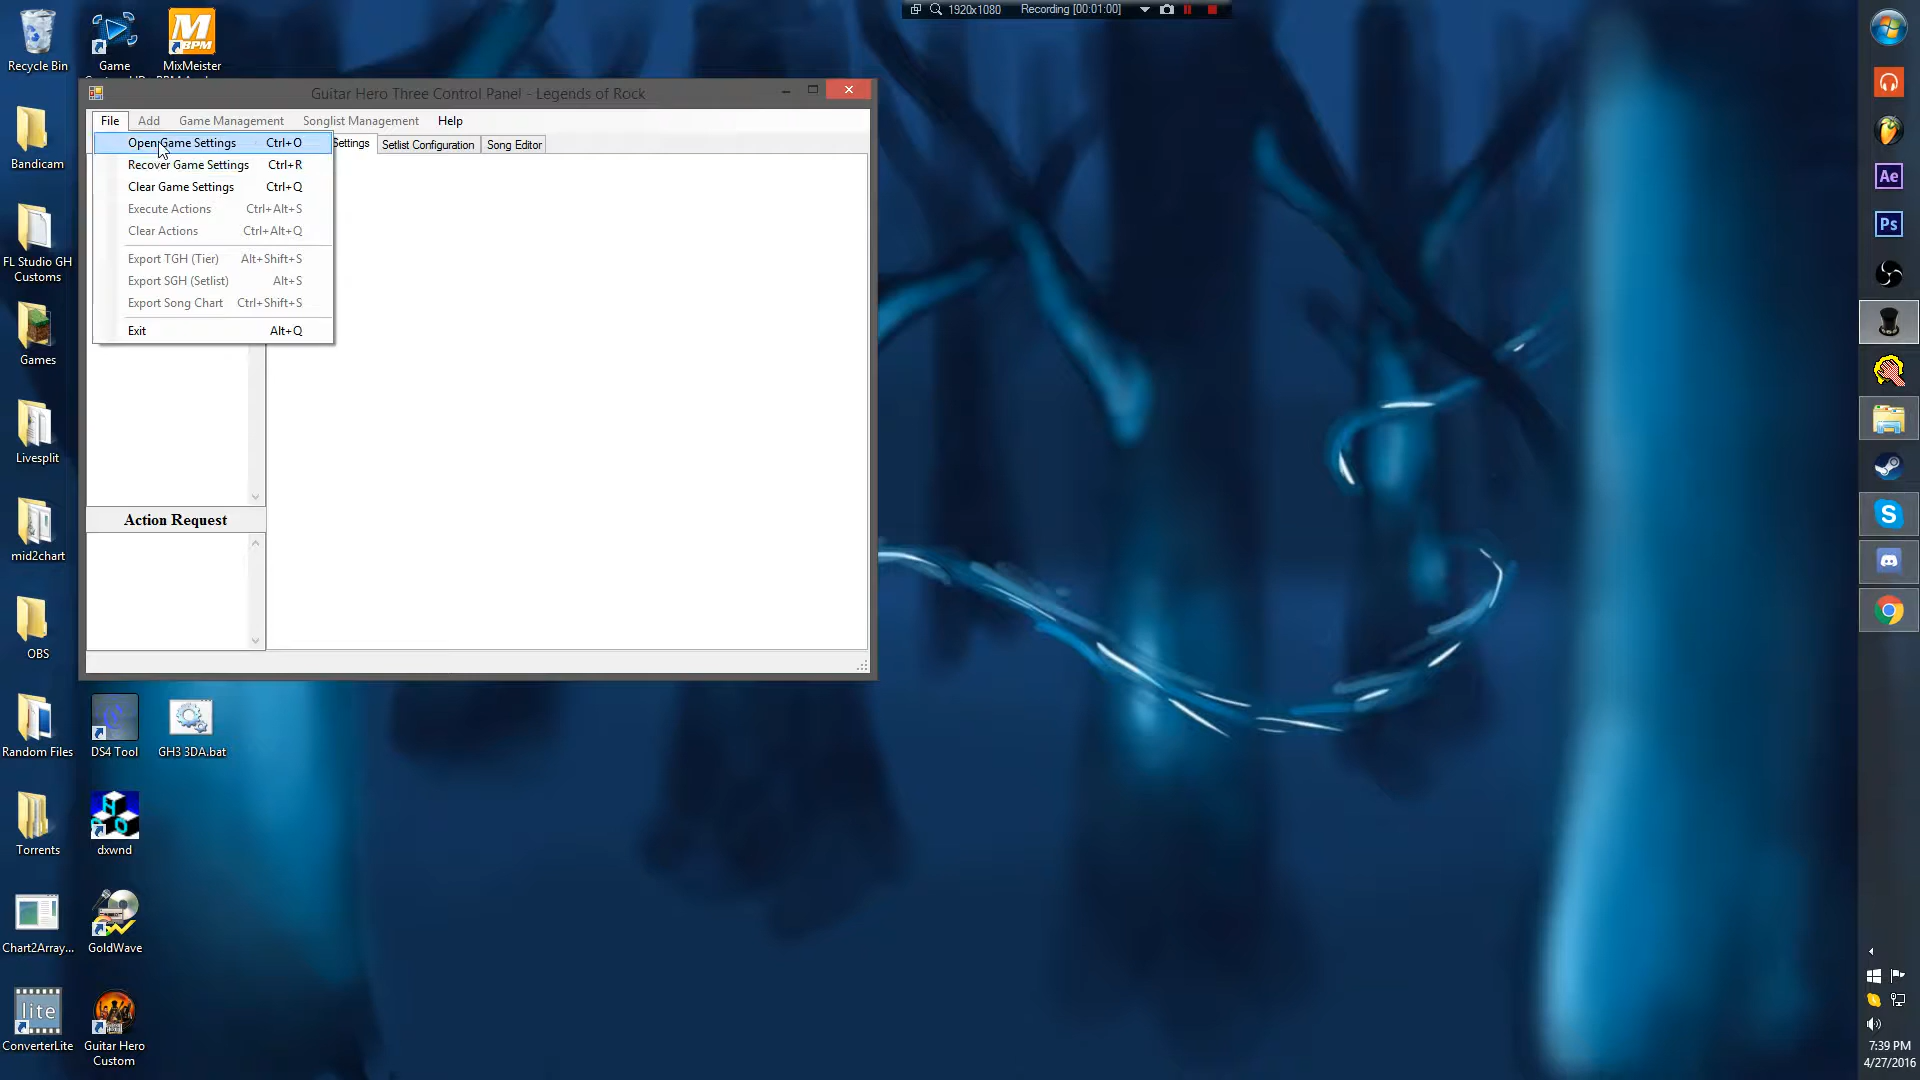 1920x1080 Recording [00:01:00]
Recycle Bin
Game
MixMeister
Bandicam
FL Studio GH
Customs
Games
Livesplit
mid2chart
OBS
Random Files
DS4 Tool
GH3 3DA.bat
Torrents
dxwnd
Chart2Array...
GoldWave
ConverterLite
Guitar Hero
Custom
MX
BPM
lite
Guitar Hero Three Control Panel - Legends of Rock
File Add Game Management Songlist Management Help
Settings Setlist Configuration Song Editor
Open Game Settings Ctrl+O
Recover Game Settings Ctrl+R
Clear Game Settings Ctrl+Q
Execute Actions Ctrl+Alt+S
Clear Actions Ctrl+Alt+Q
Export TGH (Tier) Alt+Shift+S
Export SGH (Setlist) Alt+S
Export Song Chart Ctrl+Shift+S
Exit Alt+Q
Action Request
Ae
Ps
7:39 PM
4/27/2016